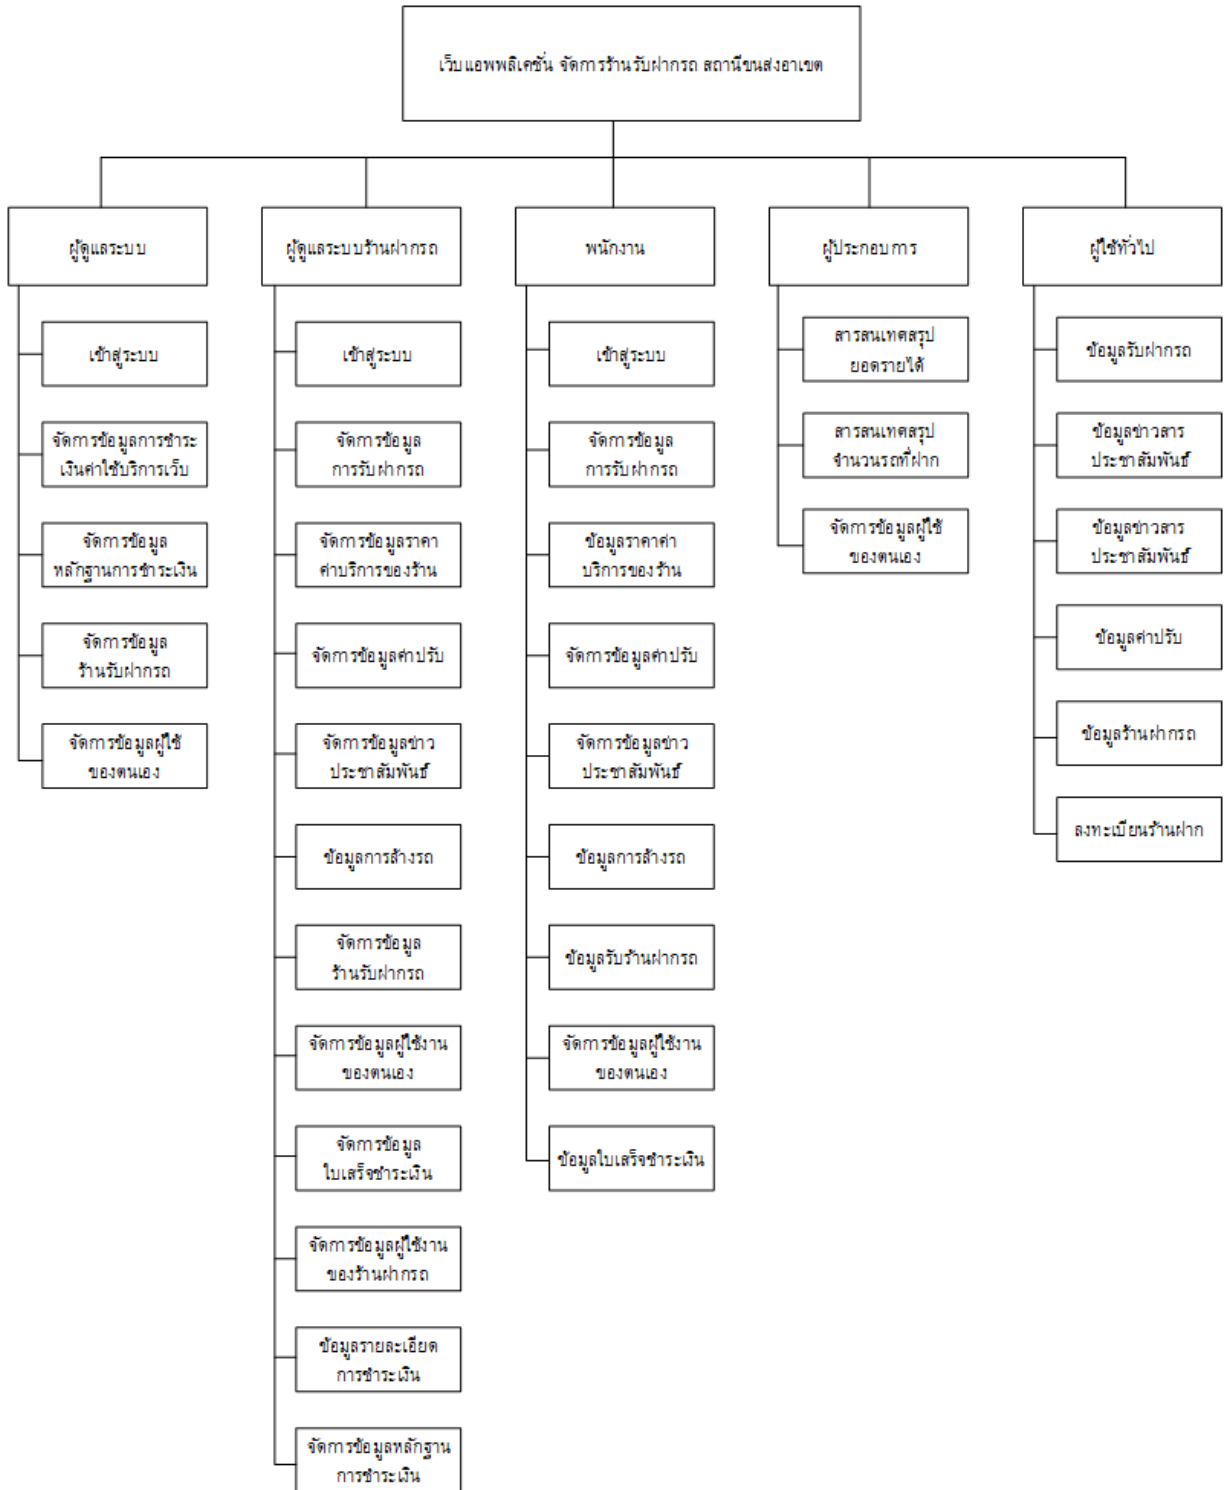 เว็บแอพพลิเคชั่น จัดการร้านรับฝากรถ สถานีขนส่งอาเขต
ผู้ดูแลระบบ
เข้าสู่ระบบ
จัดการข้อมูลการชำระ
เงินค่าใช้บริการเว็บ
จัดการข้อมูล
หลักฐานการชำระเงิน
จัดการข้อมูล
ร้านรับฝากรถ
จัดการข้อมูลผู้ใช้
ของตนเอง
ผู้ดูแลระบบร้านฝากรถ
เข้าสู่ระบบ
จัดการข้อมูล
การรับฝากรถ
จัดการข้อมูลราคา
ค่าบริการของร้าน
จัดการข้อมูลค่าปรับ
จัดการข้อมูลข่าว
ประชาสัมพันธ์
ข้อมูลการล้างรถ
จัดการข้อมูล
ร้านรับฝากรถ
จัดการข้อมูลผู้ใช้งาน
ของตนเอง
จัดการข้อมูล
ใบเสร็จชำระเงิน
จัดการข้อมูลผู้ใช้งาน
ของร้านฝากรถ
ข้อมูลรายละเอียด
การชำระเงิน
จัดการข้อมูลหลักฐาน
การชำระเงิน
พนักงาน
เข้าสู่ระบบ
จัดการข้อมูล
การรับฝากรถ
ข้อมูลราคาค่า
บริการของร้าน
จัดการข้อมูลค่าปรับ
จัดการข้อมูลข่าว
ประชาสัมพันธ์
ข้อมูลการล้างรถ
ข้อมูลรับร้านฝากรถ
จัดการข้อมูลผู้ใช้งาน
ของตนเอง
ข้อมูลใบเสร็จชำระเงิน
ผู้ประกอบการ
สารสนเทศสรุป
ยอดรายได้
สารสนเทศสรุป
จำนวนรถที่ฝาก
จัดการข้อมูลผู้ใช้
ของตนเอง
ผู้ใช้ทั่วไป
ข้อมูลรับฝากรถ
ข้อมูลข่าวสาร
ประชาสัมพันธ์
ข้อมูลข่าวสาร
ประชาสัมพันธ์
ข้อมูลค่าปรับ
ข้อมูลร้านฝากรถ
ลงทะเบียนร้านฝาก